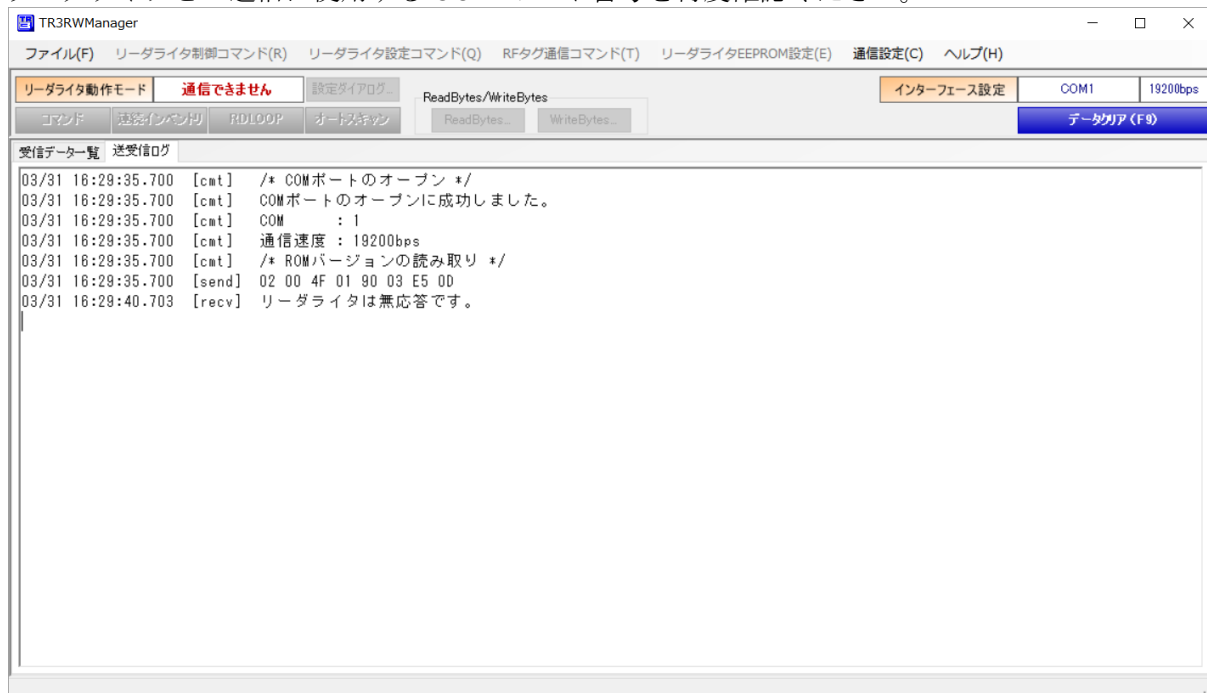 TR3RWManager
ファイル(F) リーダライタ制御コマンド(R) リーダライタ設定コマンド(Q) RFタグ通信コマンド(T) リーダライタEEPROM設定(E) 通信設定(C) ヘルプ(H)
リーダライタ動作モード 通信できません 設定ダイアログ... ReadBytes/WriteBytes インターフェース設定 COM1 19200bps
コマンド 連続インベントリ RDLOOP オートスキャン ReadBytes... WriteBytes... データクリア(F9)
受信データ一覧 送受信ログ
03/31 16:29:35.700 [cmt] /* COMポートのオープン */
03/31 16:29:35.700 [cmt] COMポートのオープンに成功しました。
03/31 16:29:35.700 [cmt] COM : 1
03/31 16:29:35.700 [cmt] 通信速度 : 19200bps
03/31 16:29:35.700 [cmt] /* ROMバージョンの読み取り */
03/31 16:29:35.700 [send] 02 00 4F 01 90 03 E5 0D
03/31 16:29:40.703 [recv] リーダライタは無応答です。